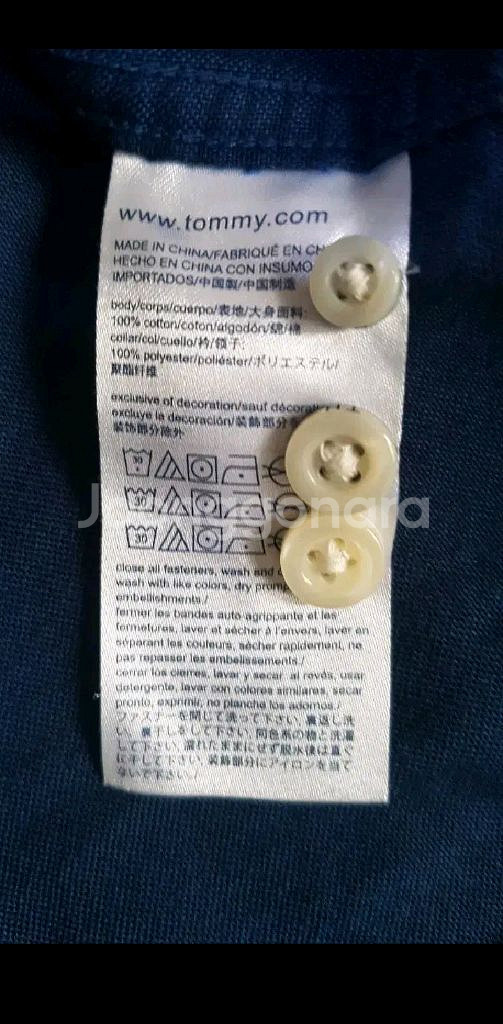 www.tommy.com
MADE IN CHINA/FABRIQUÉ EN CH
HECHO EN CHINA CON INSUMO
IMPORTADOS/中国製/中国制造
body/corps/cuerpo/表地/大身面料:
100% cotton/coton/algodón/綿/棉
collar/col/cuello/衿/领子:
100% polyester/poliéster/ポリエステル/
聚酯纤维
exclusive of decoration/sauf décorati
excluye la decoración/装飾部分
装饰部分除外
30
30
close all fasteners, wash and
wash with like colors, dry prom
embellishments./
fermer les bandes auto-agrippante et les
fermetures, laver et sécher à l'envers, laver en
séparant les couleurs, sécher rapidement, ne
pas repasser les embellissements./
cerrar los cierres, lavar y secar al revés, usar
detergente, lavar con colores similares, secar
pronto, exprimir, no planche los adornos./
ファスナーを閉じて洗って下さい, 裏返し洗
い, 裏干しをして下さい, 同色系の物と洗濯
して下さい, 濡れたままにせず脱水後は直ぐ
に干して下さい, 装飾部分にアイロンを当て
ないで下さい./